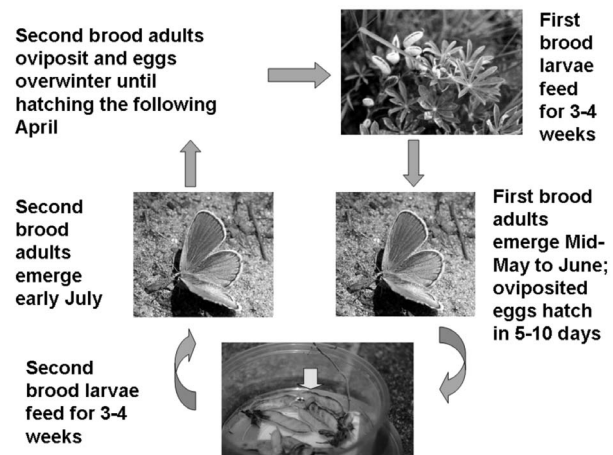 Second brood adults
oviposit and eggs
overwinter until
hatching the following
April
First
brood
larvae
feed
for 3-4
weeks
First brood
adults
emerge Mid-
May to June;
oviposited
eggs hatch
in 5-10 days
Second
brood larvae
feed for 3-4
weeks
Second
brood
adults
emerge
early July